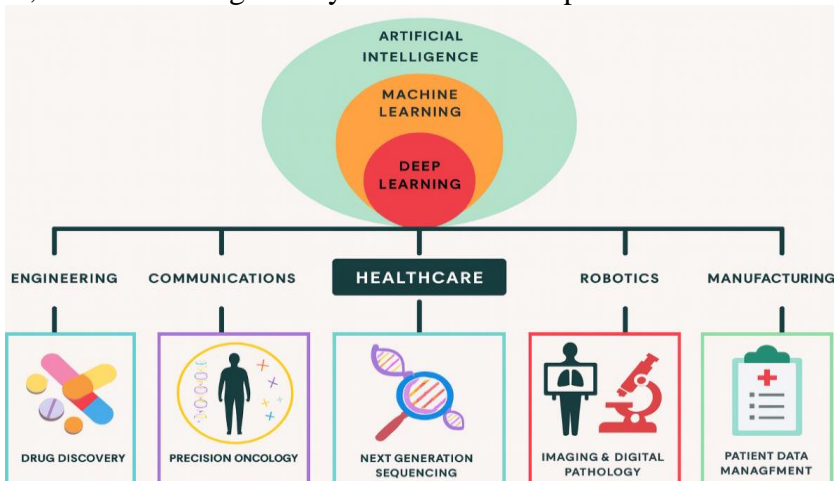 ARTIFICIAL
INTELLIGENCE
MACHINE
LEARNING
DEEP
LEARNING
ENGINEERING
COMMUNICATIONS
HEALTHCARE
ROBOTICS
MANUFACTURING
DRUG DISCOVERY
PRECISION ONCOLOGY
NEXT GENERATION
SEQUENCING
IMAGING & DIGITAL
PATHOLOGY
PATIENT DATA
MANAGFMENT